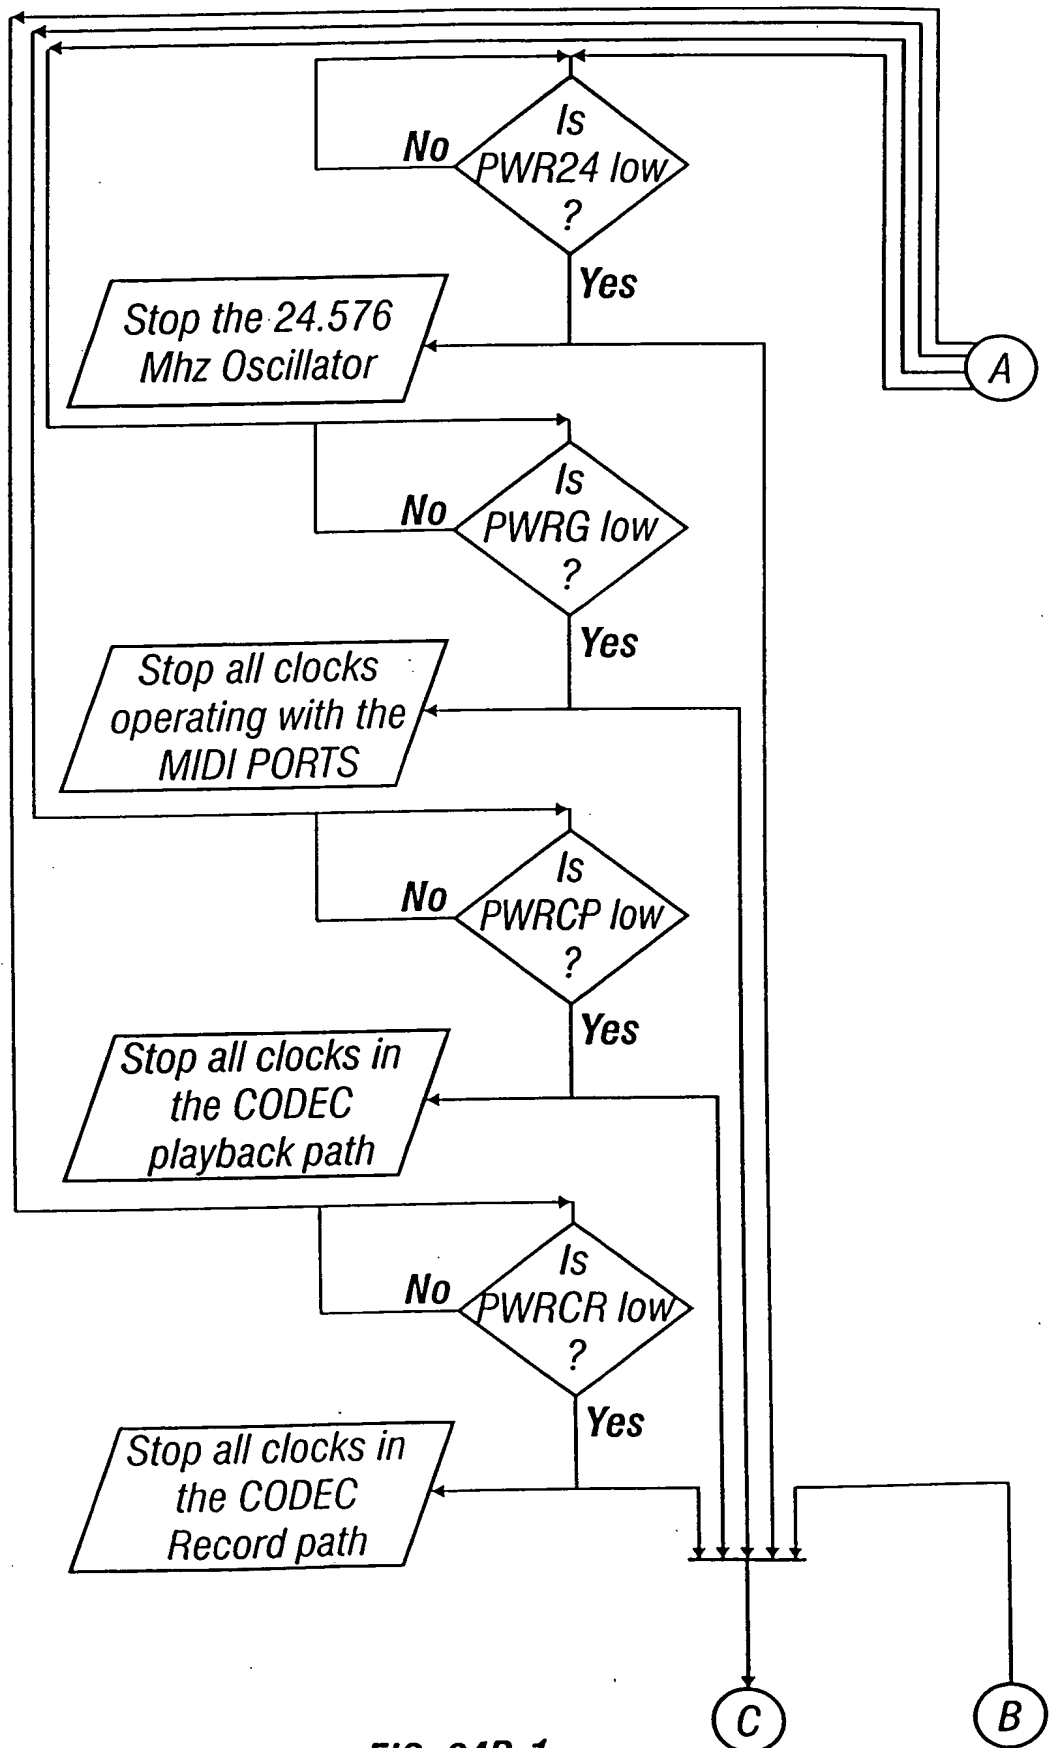 Is
PWR24 low
?
No
Yes
Stop the 24.576
Mhz Oscillator
A
Is
PWRG low
?
No
Yes
Stop all clocks
operating with the
MIDI PORTS
Is
PWRCP low
?
No
Yes
Stop all clocks in
the CODEC
playback path
Is
PWRCR low
?
No
Yes
Stop all clocks in
the CODEC
Record path
C
B